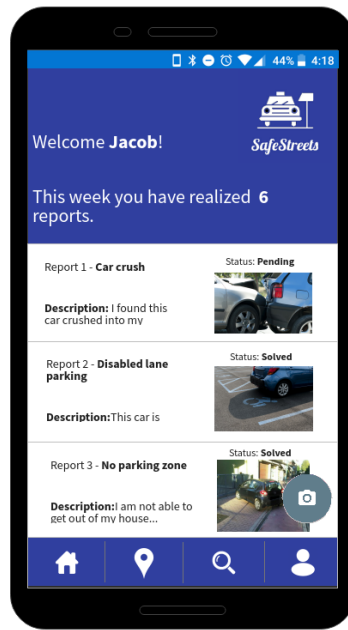 44% 4:18
SafeStreets
Welcome Jacob!
This week you have realized 6
reports.
Report 1 - Car crush
Status: Pending
Description: I found this
car crushed into my
Report 2 - Disabled lane
parking
Status: Solved
Description:This car is
Report 3 - No parking zone
Status: Solved
Description:I am not able to
get out of my house...